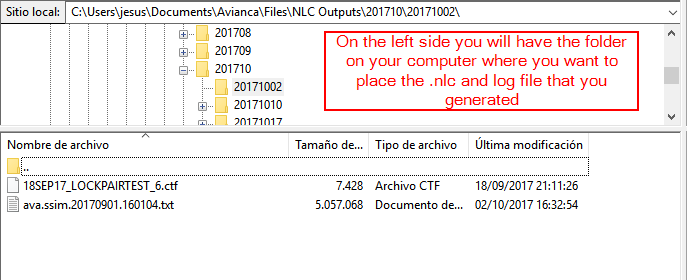 Sitio local: C:\Users\jesus\Documents\Avianca\Files\NLC Outputs\201710\20171002\
201708
201709
201710
20171002
20171010
20171017
On the left side you will have the folder
on your computer where you want to
place the .nlc and log file that you
generated
Nombre de archivo Tamaño de... Tipo de archivo Última modificación
..
18SEP17_LOCKPAIRTEST_6.ctf 7.428 Archivo CTF 18/09/2017 21:11:26
ava.ssim.20170901.160104.txt 5.057.068 Documento de... 02/10/2017 16:32:54